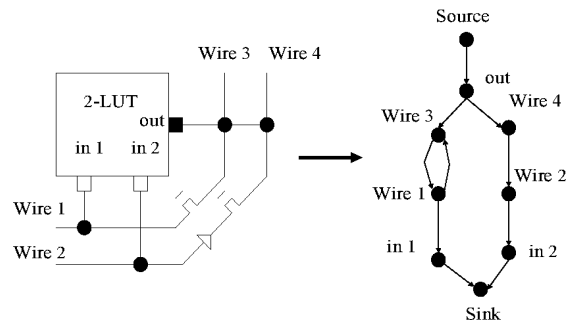 Source
Wire 3
Wire 4
out
2-LUT
out
in 1
in 2
Wire 1
Wire 2
Wire 3
Wire 4
Wire 1
Wire 2
in 1
in 2
Sink